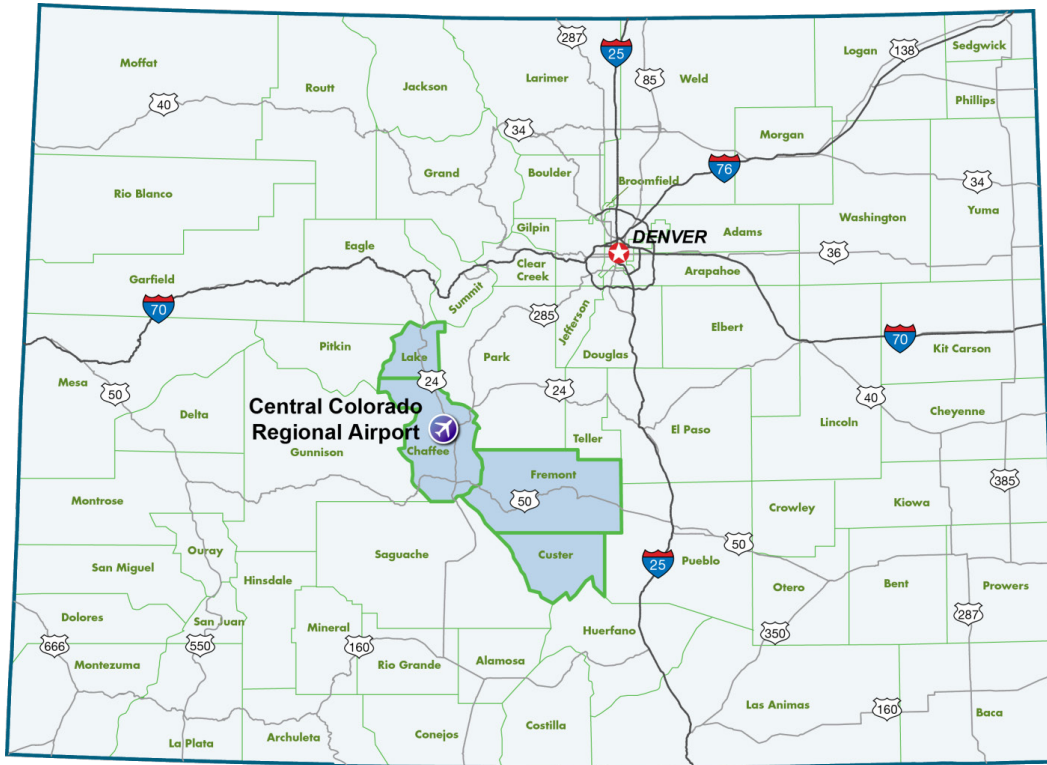 287
25
Logan
138
Sedgwick
Moffat
Larimer
85
Weld
Routt
Jackson
Phillips
40
34
Morgan
Grand
Boulder
76
Broomfield
34
Rio Blanco
Gilpin
Washington
Yuma
Eagle
DENVER
Adams
36
Clear
Creek
Arapahoe
Garfield
70
Summit
285
Jefferson
Elbert
70
Kit Carson
Pitkin
Lake
Park
Douglas
Mesa
50
24
24
40
Delta
Central Colorado
Regional Airport
Cheyenne
Lincoln
Gunnison
Chaffee
Teller
El Paso
Fremont
385
Montrose
50
Crowley
Kiowa
Ouray
Saguache
Custer
50
San Miguel
Hinsdale
25
Pueblo
Otero
Bent
Prowers
Dolores
San Juan
Mineral
287
666
550
160
Huerfano
350
Montezuma
Rio Grande
Alamosa
Las Animas
160
Baca
Costilla
La Plata
Archuleta
Conejos